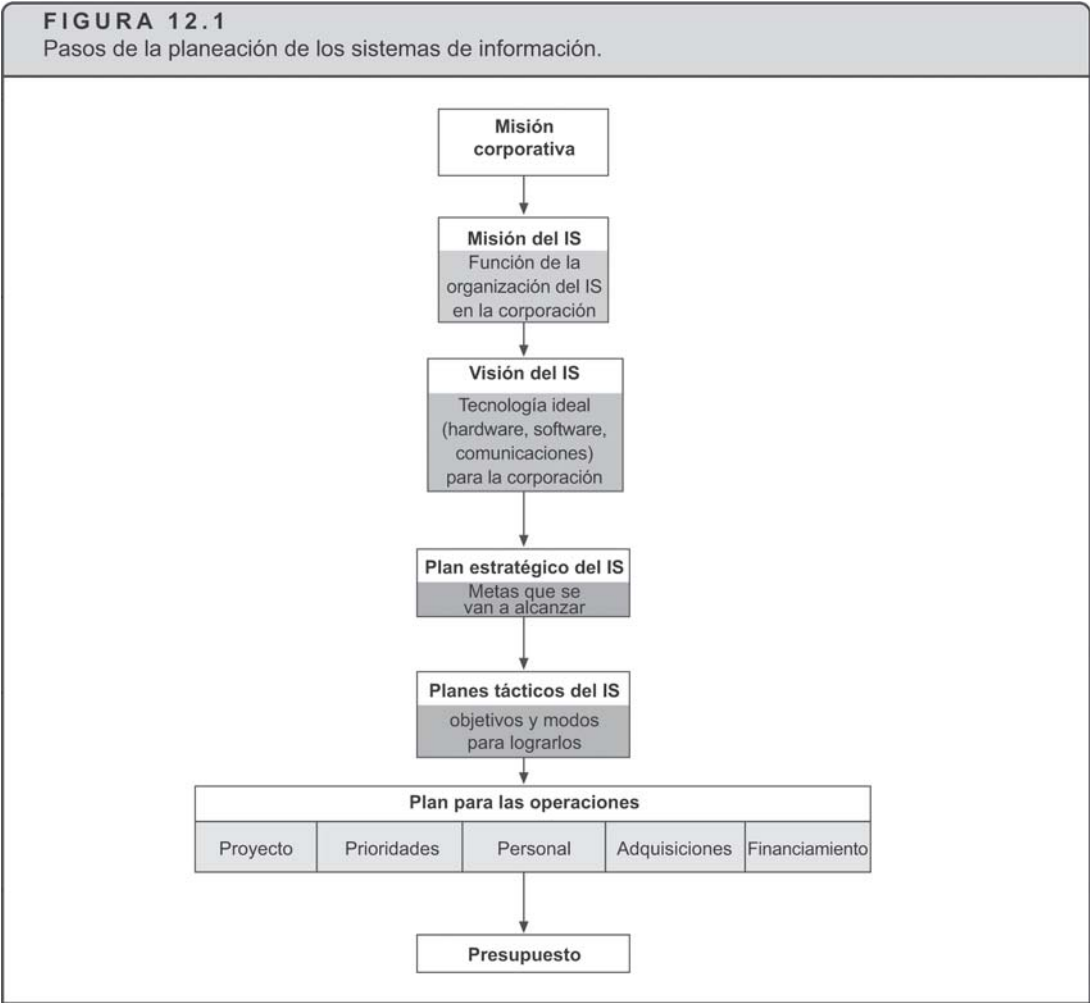 FIGURA 12.1
Pasos de la planeación de los sistemas de información.
Misión
corporativa
Misión del IS
Función de la
organización del IS
en la corporación
Visión del IS
Tecnología ideal
(hardware, software,
comunicaciones)
para la corporación
Plan estratégico del IS
Metas que se
van a alcanzar
Planes tácticos del IS
objetivos y modos
para lograrlos
Plan para las operaciones
Proyecto Prioridades Personal Adquisiciones Financiamiento
Presupuesto